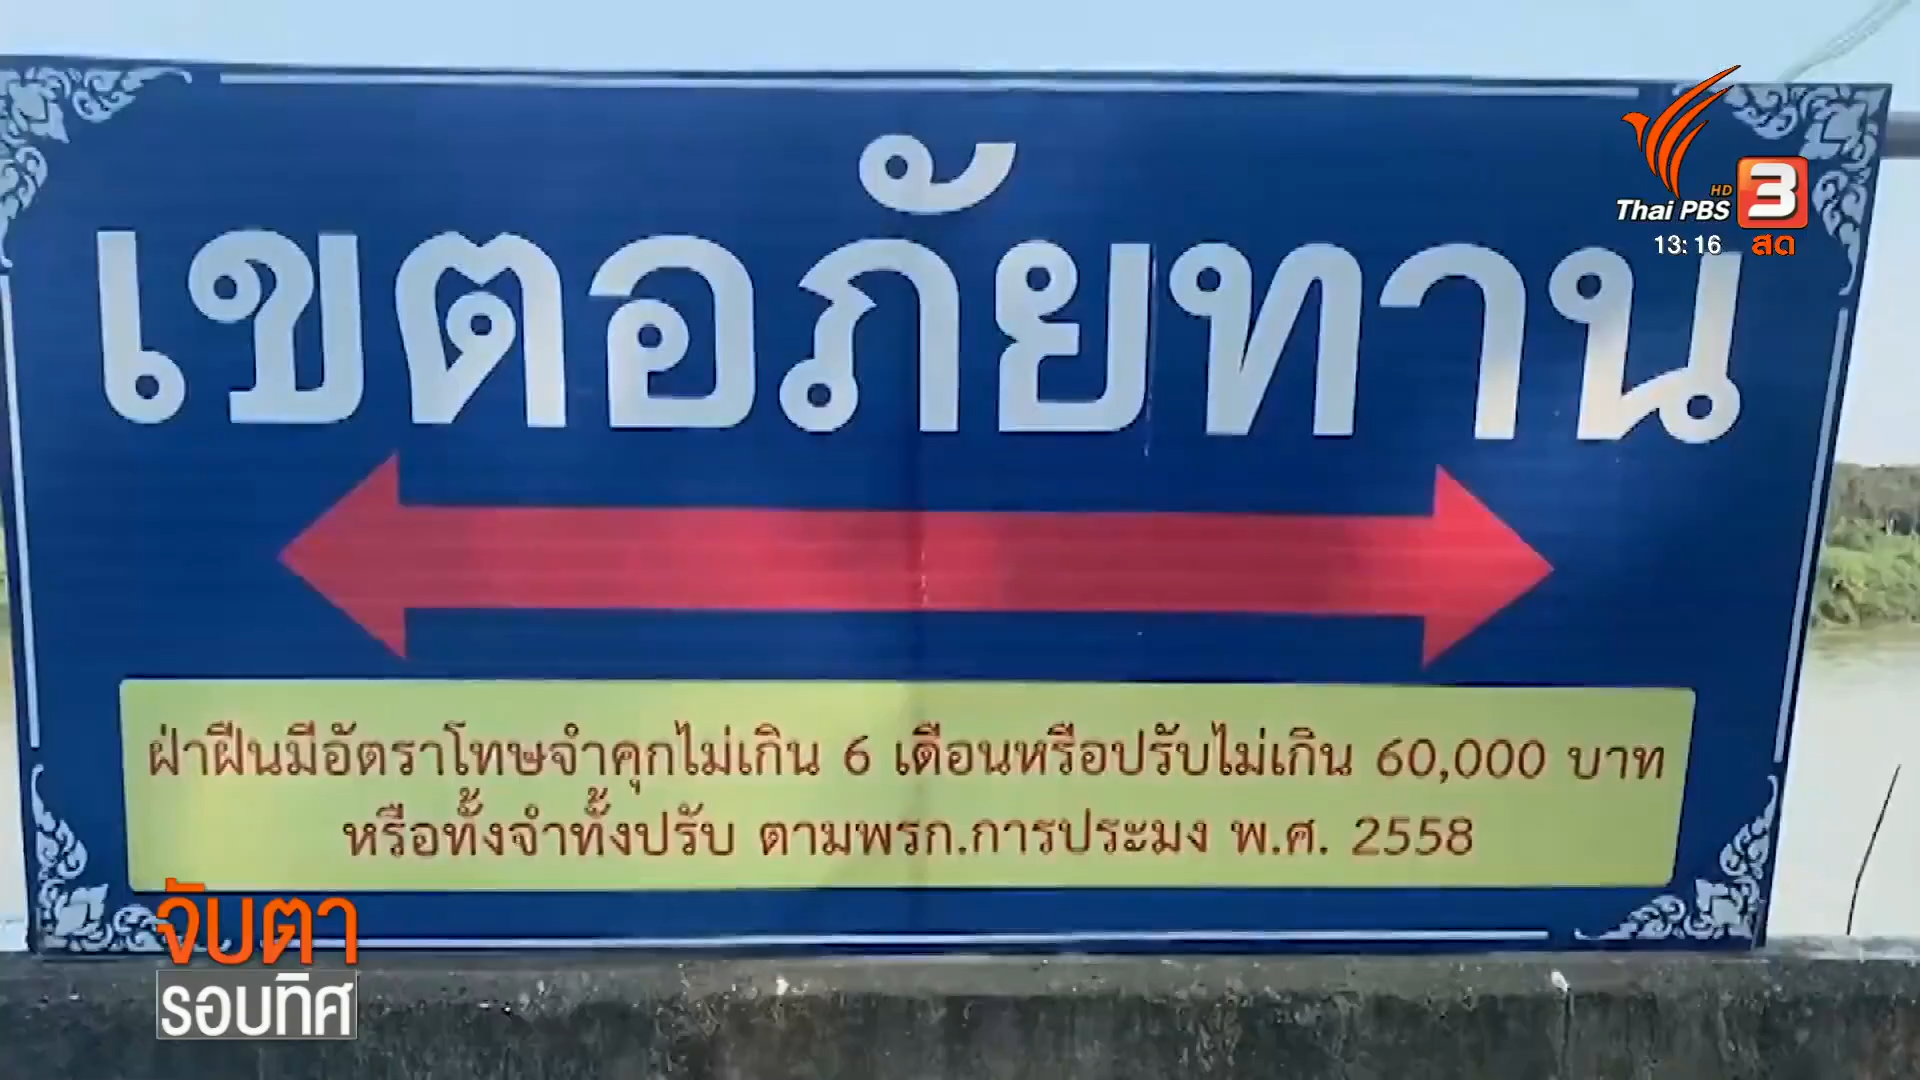 เขตอภัยทาน
Thai PBS HD 3
13:16 สด
ฝ่าฝืนมีอัตราโทษจำคุกไม่เกิน 6 เดือนหรือปรับไม่เกิน 60,000 บาท
หรือทั้งจำทั้งปรับ ตามพรก.การประมง พ.ศ. 2558
จับตา
รอบทิศ